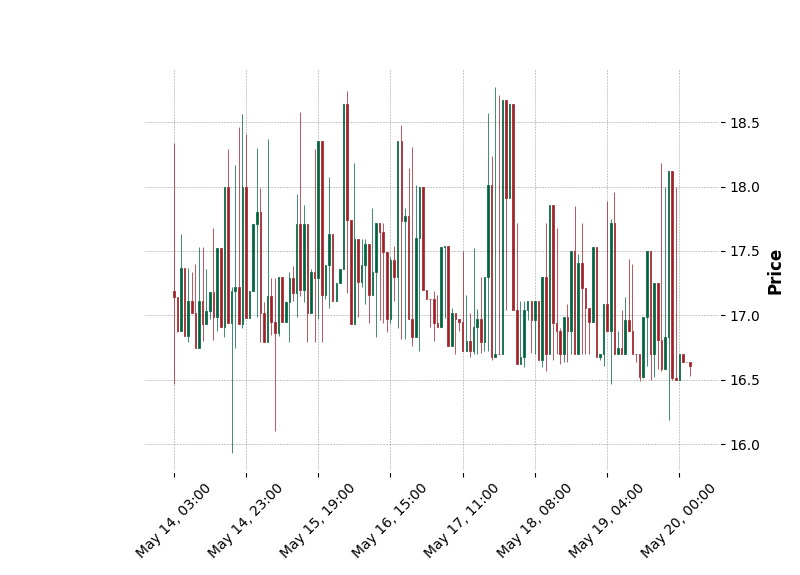 18.5
18.0
17.5
17.0
16.5
16.0
Price
May 14, 03:00
May 14, 23:00
May 15, 19:00
May 16, 15:00
May 17, 11:00
May 18, 08:00
May 19, 04:00
May 20, 00:00